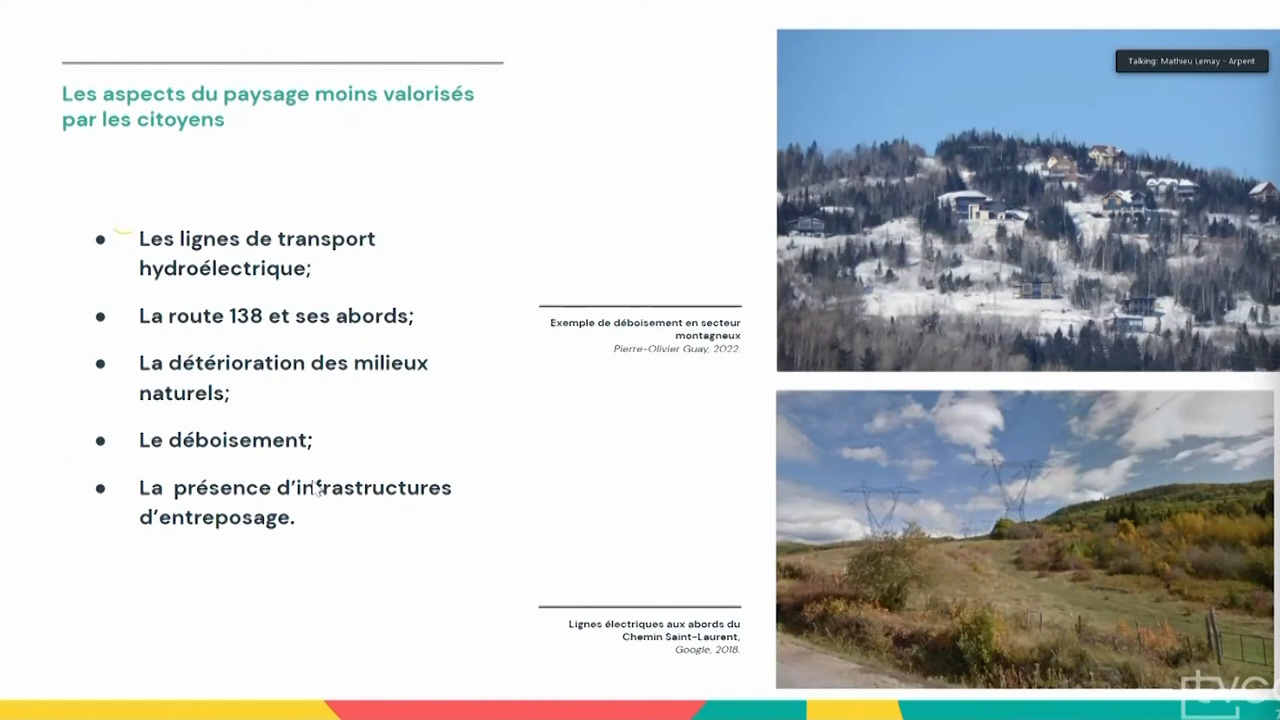 Les aspects du paysage moins valorisés
par les citoyens
Les lignes de transport
hydroélectrique;
La route 138 et ses abords;
La détérioration des milieux
naturels;
Le déboisement;
La présence d'infrastructures
d'entreposage.
Exemple de déboisement en secteur
montagneux
Pierre-Olivier Guay, 2022.
Lignes électriques aux abords du
Chemin Saint-Laurent,
Google, 2018.
Talking: Mathieu Lemay - Arpent